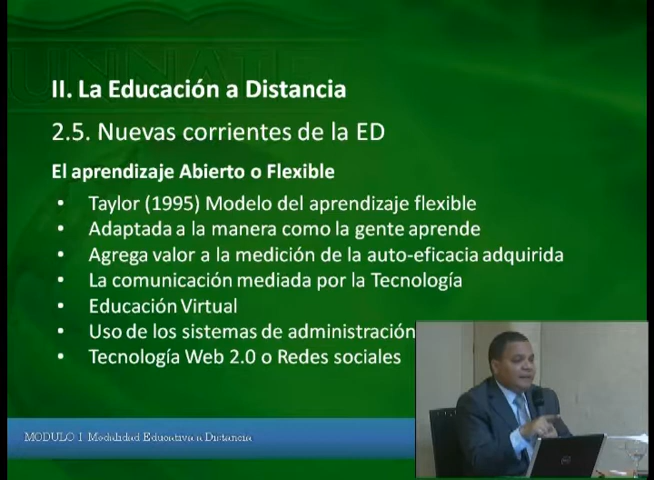 II. La Educación a Distancia
2.5. Nuevas corrientes de la ED
El aprendizaje Abierto o Flexible
• Taylor (1995) Modelo del aprendizaje flexible
• Adaptada a la manera como la gente aprende
• Agrega valor a la medición de la auto-eficacia adquirida
• La comunicación mediada por la Tecnología
• Educación Virtual
• Uso de los sistemas de administración
• Tecnología Web 2.0 o Redes sociales
MODULO 1 Modalidad Educativa a Distancia